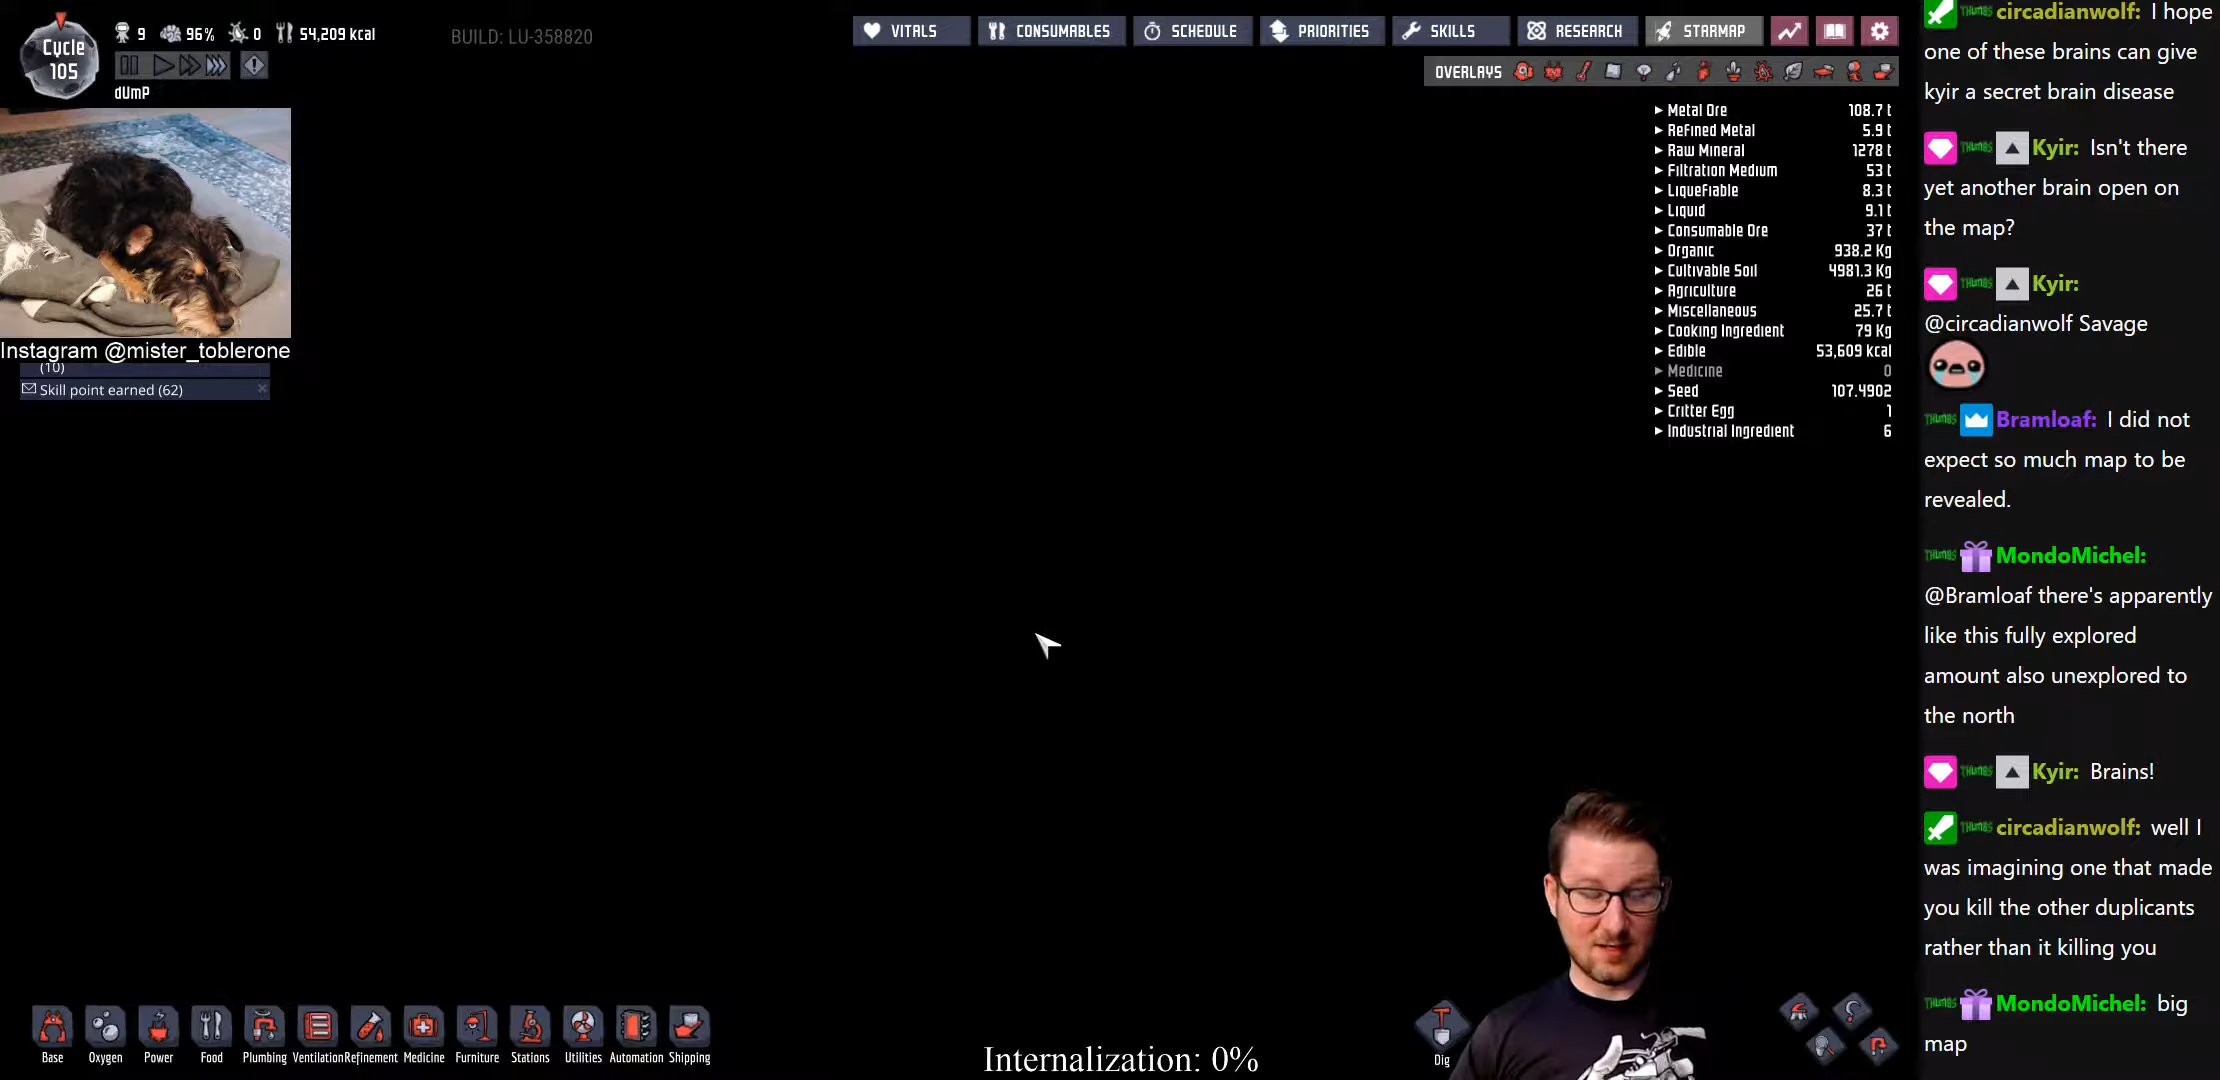 Cycle
105
9
96%
0
54,209 kcal
BUILD: LU-358820
VITALS
CONSUMABLES
SCHEDULE
PRIORITIES
SKILLS
RESEARCH
STARMAP
dUmP
OVERLAYS
Metal Ore 108.7 t
Refined Metal 5.9 t
Raw Mineral 1278 t
Filtration Medium 53 t
Liquefiable 8.3 t
Liquid 9.1 t
Consumable Ore 37 t
Organic 938.2 Kg
Cultivable Soil 4981.3 Kg
Agriculture 26 t
Miscellaneous 25.7 t
Cooking Ingredient 79 Kg
Edible 53,609 kcal
Medicine 0
Seed 107.4902
Critter Egg 1
Industrial Ingredient 6
Instagram @mister_toblerone
(10)
Skill point earned (62)
THUMBS circadianwolf: I hope
one of these brains can give
kyir a secret brain disease
THUMBS Kyir: Isn't there
yet another brain open on
the map?
THUMBS Kyir:
@circadianwolf Savage
THUMBS Bramloaf: I did not
expect so much map to be
revealed.
THUMBS MondoMichel:
@Bramloaf there's apparently
like this fully explored
amount also unexplored to
the north
THUMBS Kyir: Brains!
THUMBS circadianwolf: well I
was imagining one that made
you kill the other duplicants
rather than it killing you
THUMBS MondoMichel: big
map
Base
Oxygen
Power
Food
Plumbing
Ventilation
Refinement
Medicine
Furniture
Stations
Utilities
Automation
Shipping
Internalization: 0%
Dig